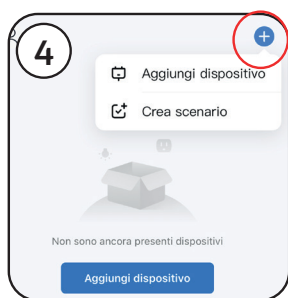 4
Aggiungi dispositivo
Crea scenario
Non sono ancora presenti dispositivi
Aggiungi dispositivo